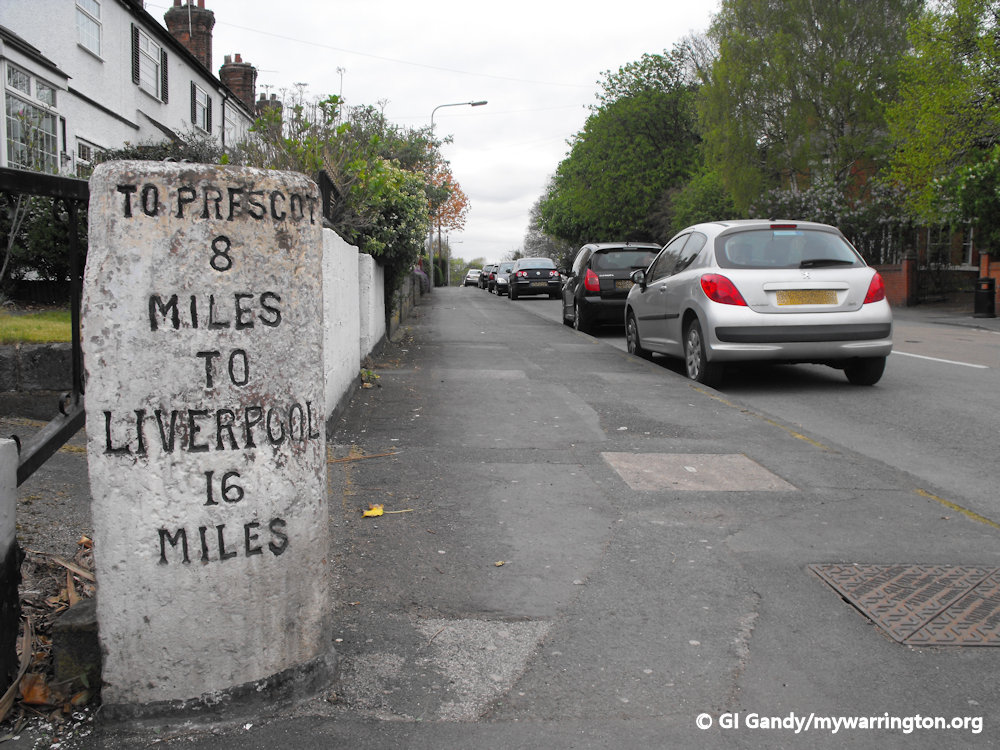 TO PRESCOT
8
MILES
TO
LIVERPOOL
16
MILES
© GI Gandy/mywarrington.org